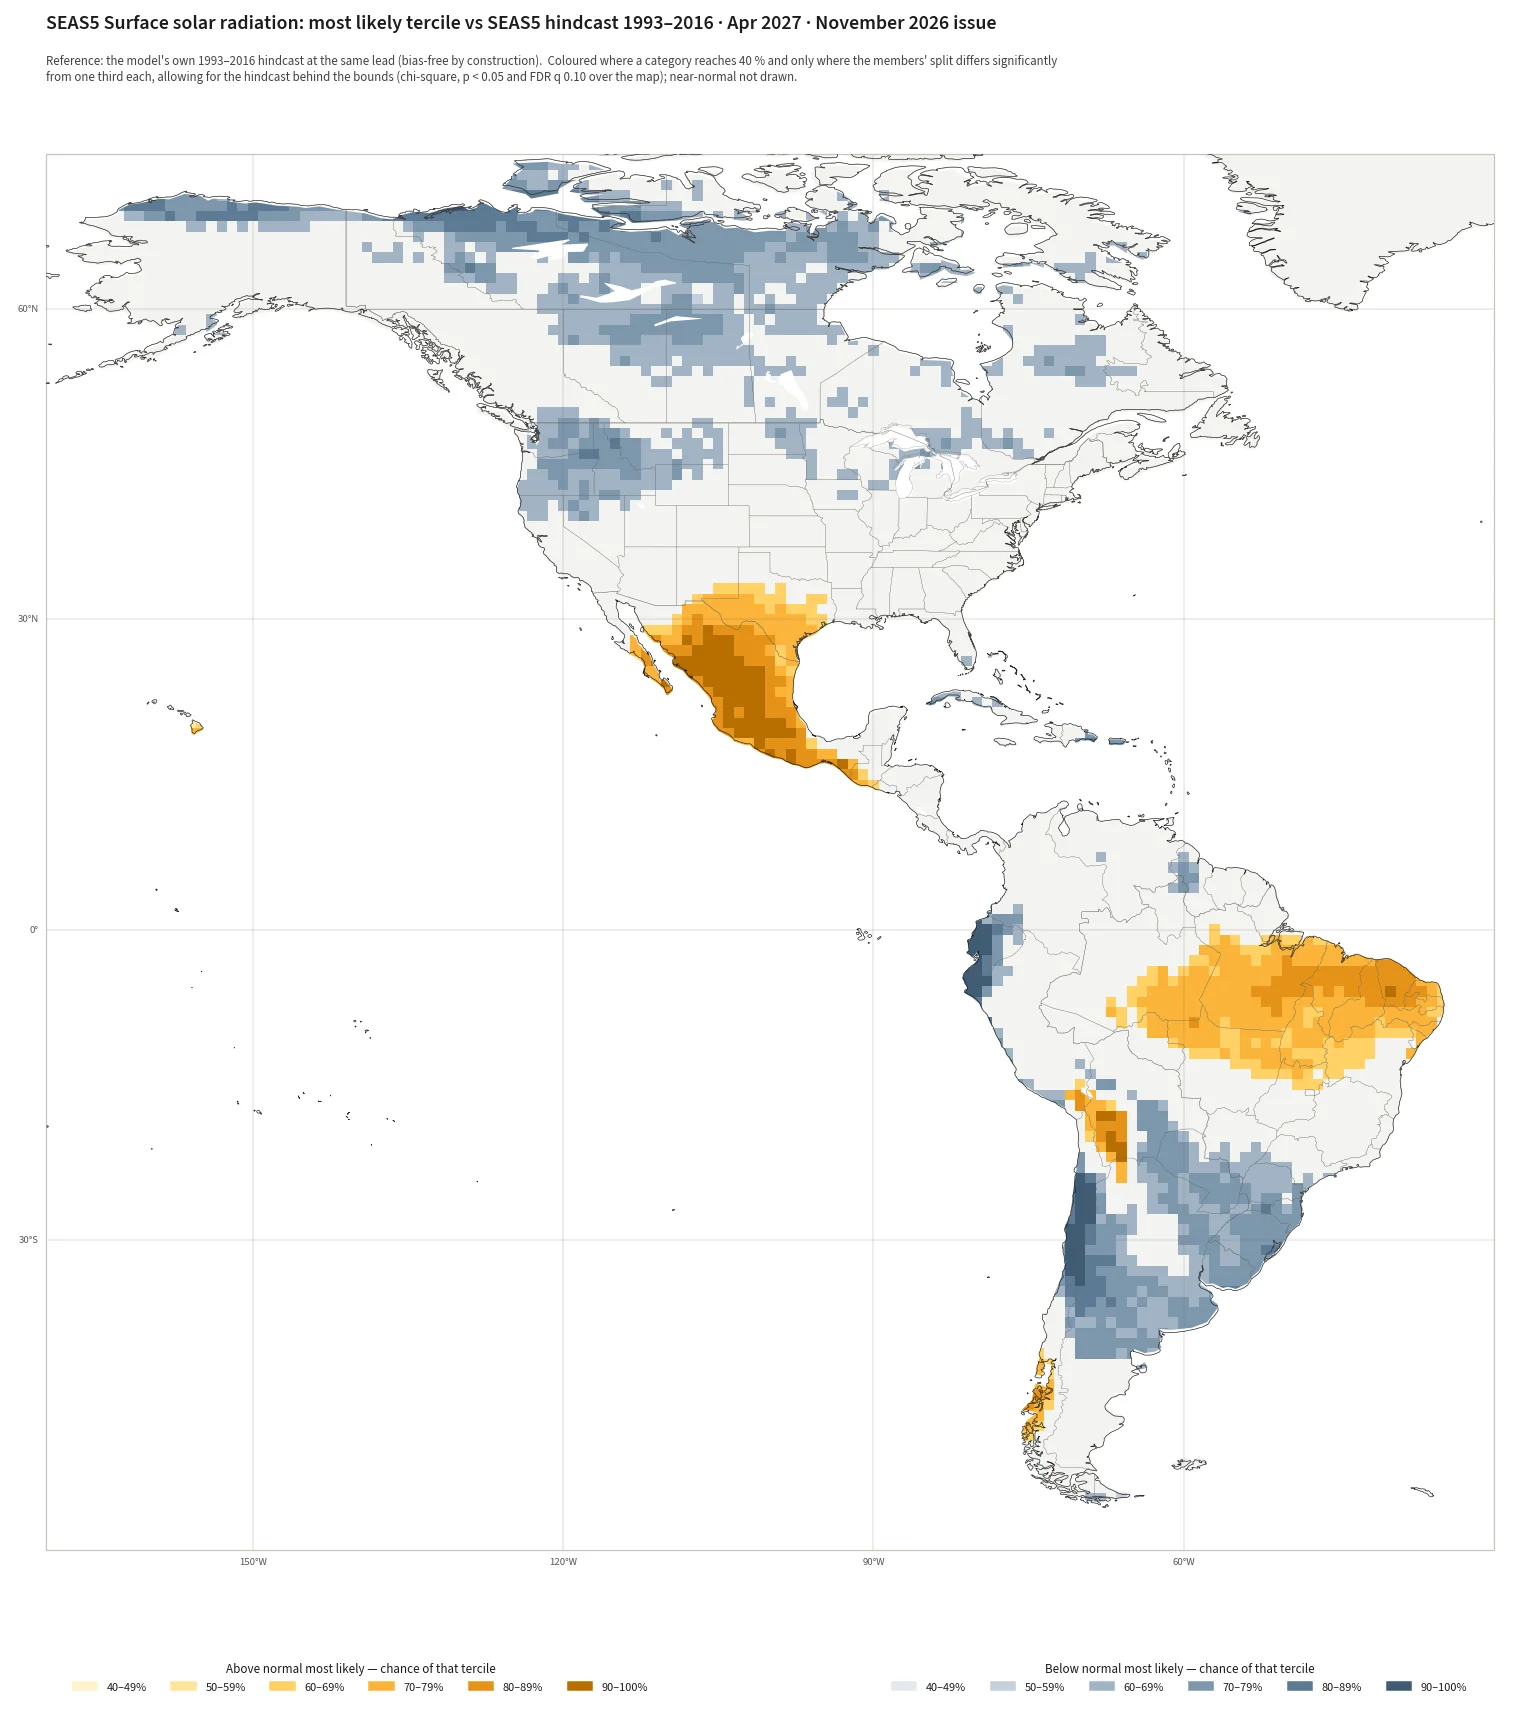 SEAS5 Surface solar radiation: most likely tercile vs SEAS5 hindcast 1993–2016 · Apr 2027 · November 2026 issue
Reference: the model's own 1993–2016 hindcast at the same lead (bias-free by construction). Coloured where a category reaches 40 % and only where the members' split differs significantly
from one third each, allowing for the hindcast behind the bounds (chi-square, p < 0.05 and FDR q 0.10 over the map); near-normal not drawn.
60°N
30°N
0°
30°S
150°W 120°W 90°W 60°W
Above normal most likely — chance of that tercile
40–49% 50–59% 60–69% 70–79% 80–89% 90–100%
Below normal most likely — chance of that tercile
40–49% 50–59% 60–69% 70–79% 80–89% 90–100%